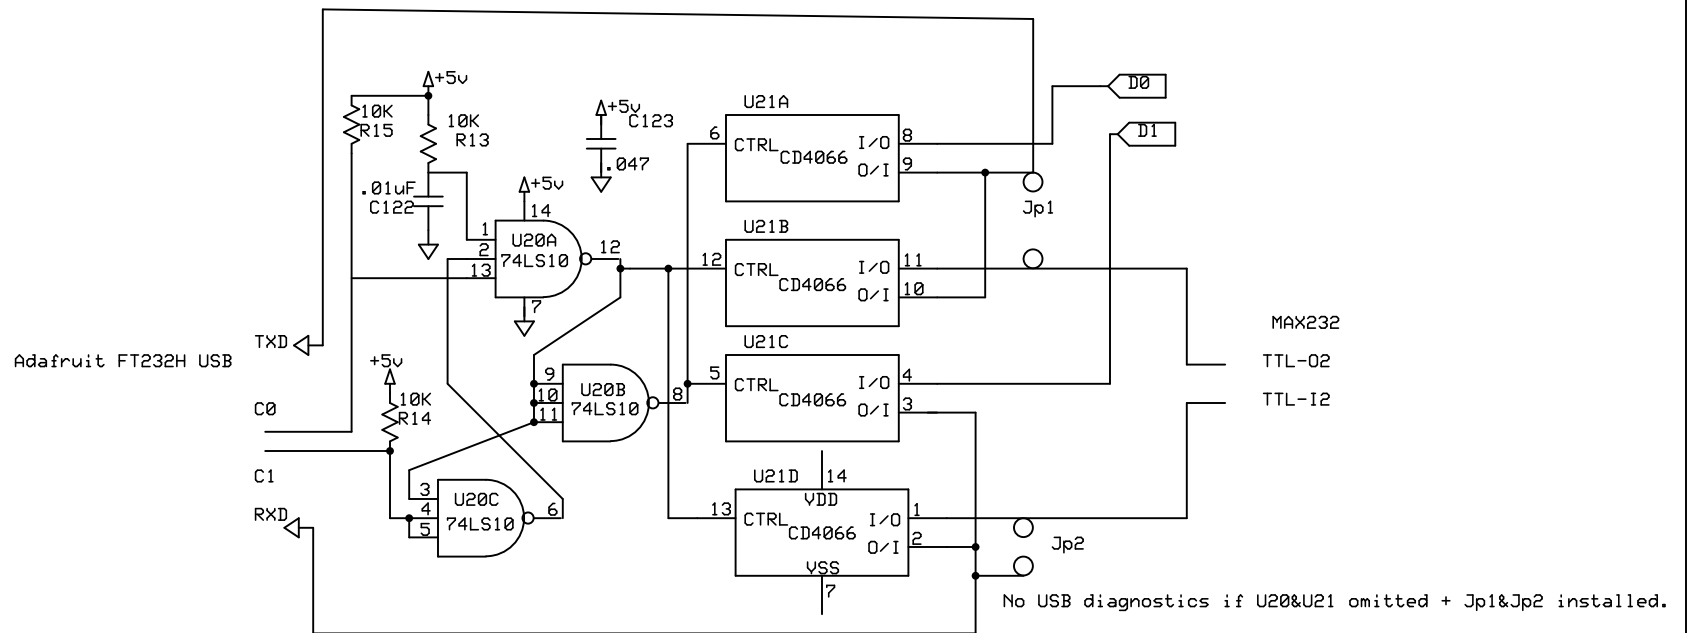 +5v
10K
R15
10K
R13
.01uF
C122
+5v
C123
.047
+5v
14
1
2
13
U20A
74LS10
12
7
U21A
6
CTRL
CD4066
I/O
8
O/I
9
D0
D1
Jp1
U21B
12
CTRL
CD4066
I/O
11
O/I
10
MAX232
TTL-O2
TTL-I2
TXD
Adafruit FT232H USB
+5v
10K
R14
C0
C1
RXD
9
10
11
U20B
74LS10
8
U21C
5
CTRL
CD4066
I/O
4
O/I
3
3
4
5
U20C
74LS10
6
U21D
14
VDD
13
CTRL
CD4066
I/O
1
O/I
2
VSS
7
Jp2
No USB diagnostics if U20&U21 omitted + Jp1&Jp2 installed.